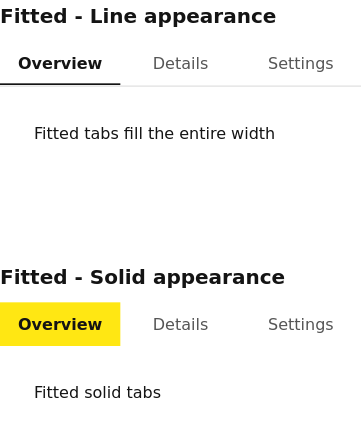 Fitted - Line appearance
Overview Details Settings
Fitted tabs fill the entire width
Fitted - Solid appearance
Overview Details Settings
Fitted solid tabs